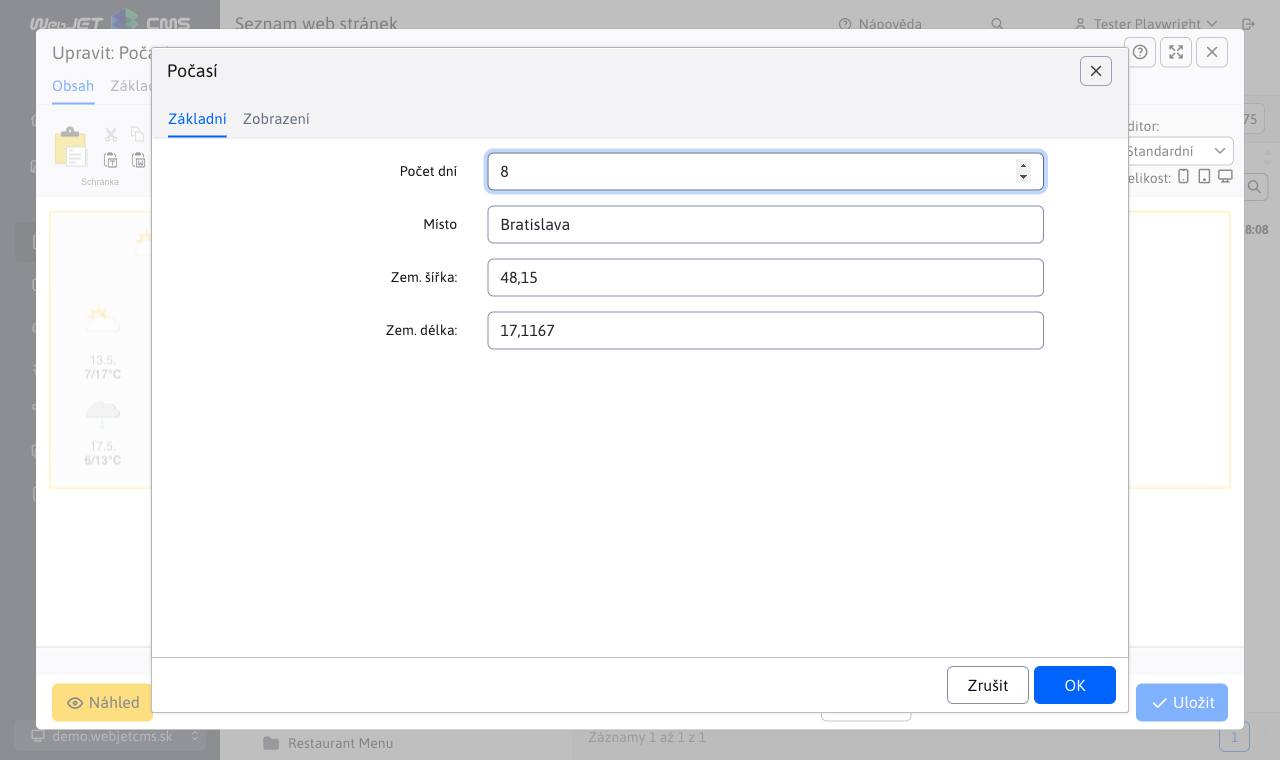 WebJET CMS
Seznam web stránek
Nápověda
Tester Playwright
Upravit: Poča
Obsah
Základ
Schránka
ditor:
Standardní
elikost:
75
8:08
13.5.
7/17°C
17.5.
6/13°C
Počasí
Základní
Zobrazení
Počet dní
8
Místo
Bratislava
Zem. šířka:
48,15
Zem. délka:
17,1167
Zrušit
OK
Náhled
Uložit
demo.webjetcms.sk
Restaurant Menu
Záznamy 1 až 1 z 1
1